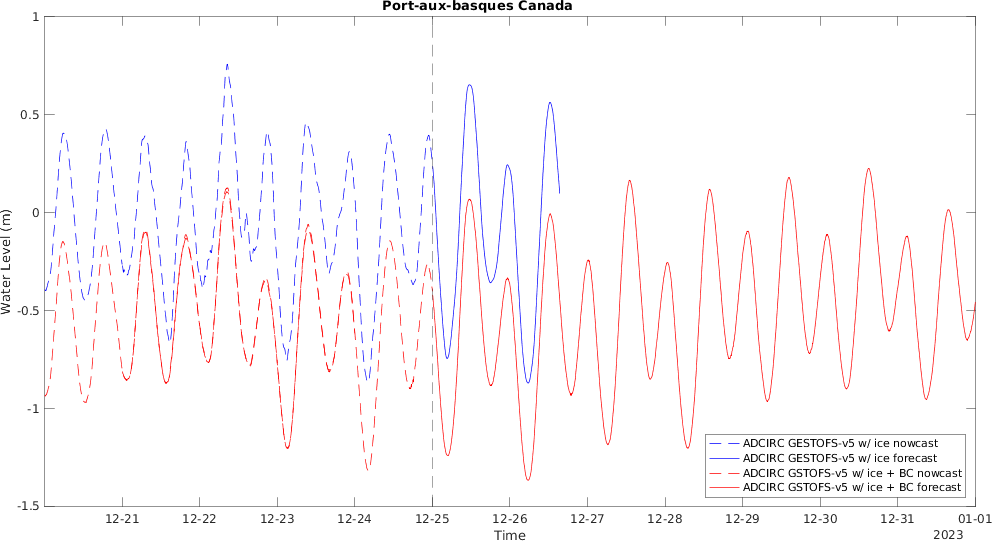 Port-aux-basques Canada
1
0.5
0
-0.5
-1
-1.5
Water Level (m)
12-21
12-22
12-23
12-24
12-25
12-26
12-27
12-28
12-29
12-30
12-31
01-01
2023
Time
ADCIRC GESTOFS-v5 w/ ice nowcast
ADCIRC GESTOFS-v5 w/ ice forecast
ADCIRC GSTOFS-v5 w/ ice + BC nowcast
ADCIRC GSTOFS-v5 w/ ice + BC forecast